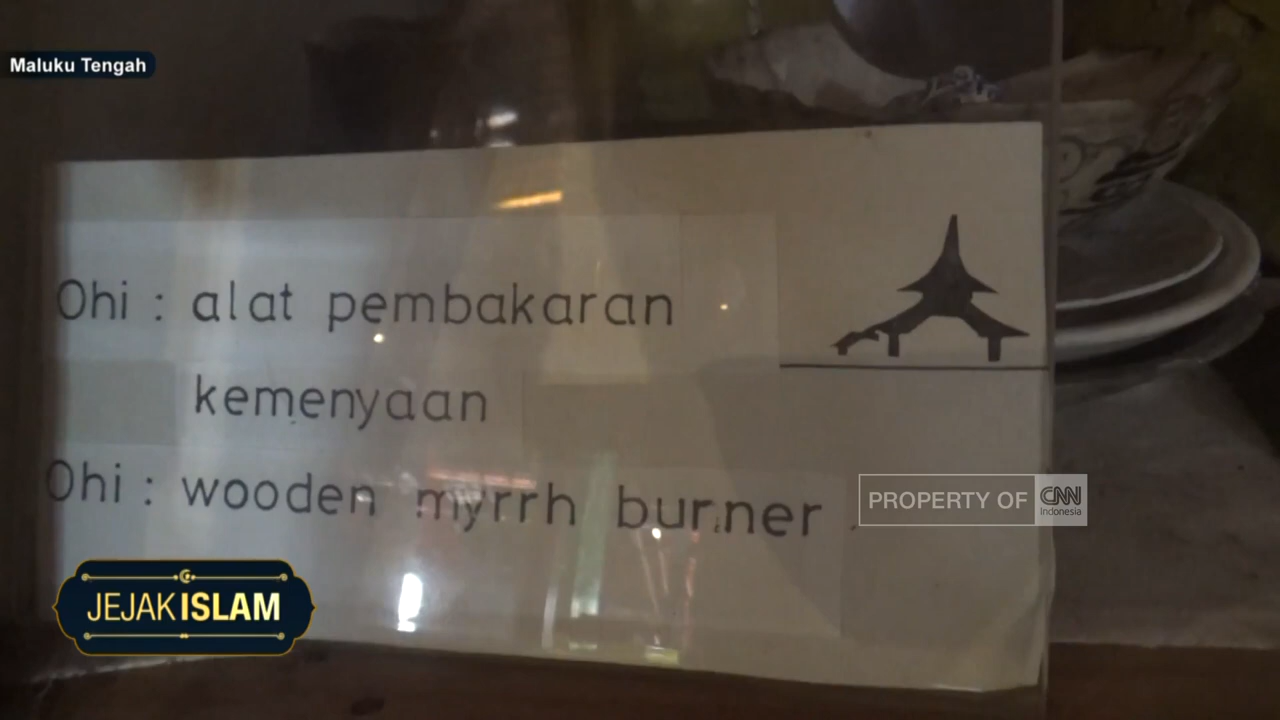 Maluku Tengah
Ohi : alat pembakaran
kemenyaan
Ohi : wooden myrrh burner
PROPERTY OF CNN Indonesia
JEJAK ISLAM